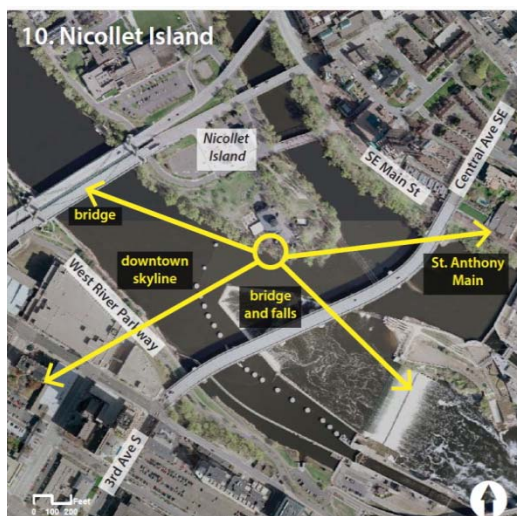 10. Nicollet Island
Nicollet
Island
SE Main St
Central Ave SE
bridge
downtown
skyline
West River Parkway
bridge
and falls
St. Anthony
Main
3rd Ave S
Feet
0 100 200